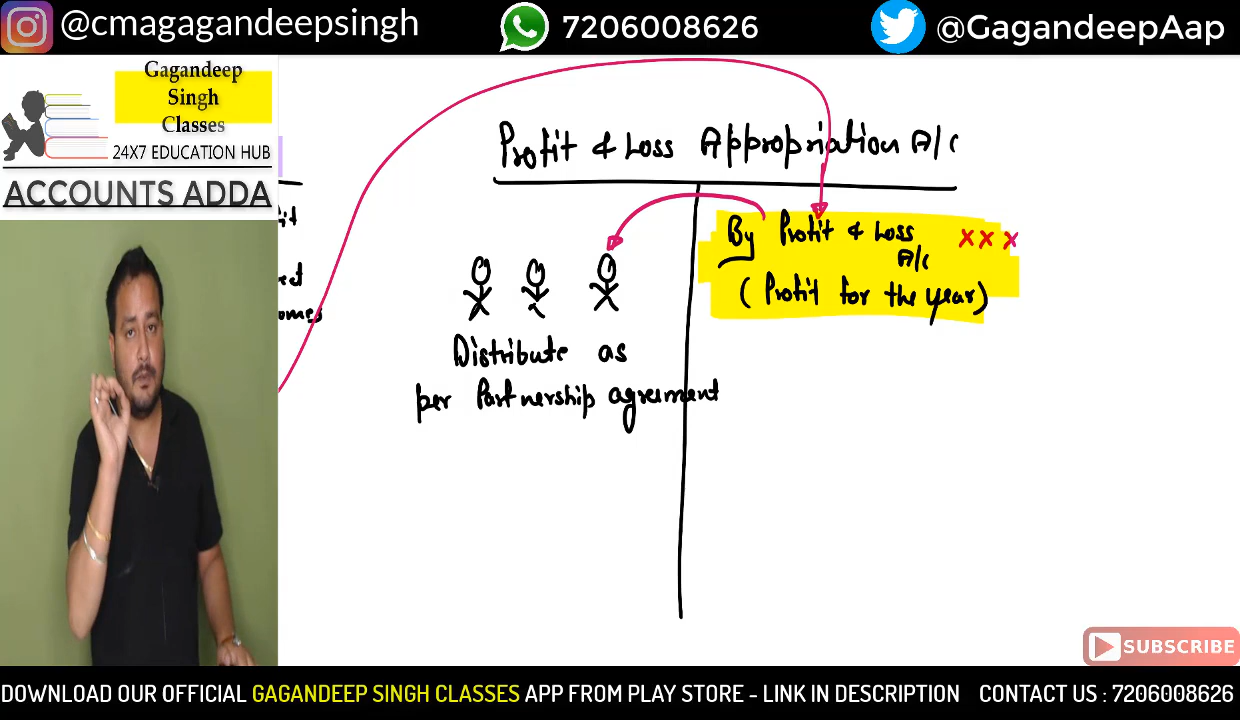 @cmagagandeepsingh
7206008626
@GagandeepAap
Gagandeep
Singh
Classes
24X7 EDUCATION HUB
ACCOUNTS ADDA
Profit & Loss Appropriation A/c
By Profit & Loss A/c xxx
(Profit for the year)
Distribute as
per Partnership agreement
SUBSCRIBE
DOWNLOAD OUR OFFICIAL GAGANDEEP SINGH CLASSES APP FROM PLAY STORE - LINK IN DESCRIPTION CONTACT US : 7206008626